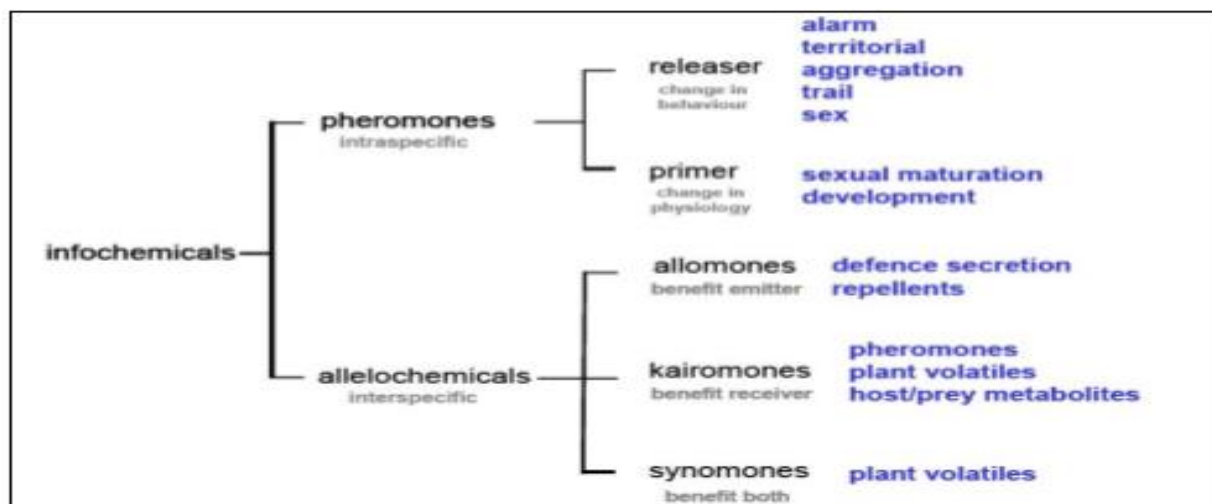 alarm
territorial
releaser aggregation
change in behaviour
trail
sex
pheromones
intraspecific
primer sexual maturation
change in physiology
development
infochemicals
allomones defence secretion
benefit emitter repellents
pheromones
kairomones plant volatiles
benefit receiver host/prey metabolites
allelochemicals
interspecific
synomones plant volatiles
benefit both